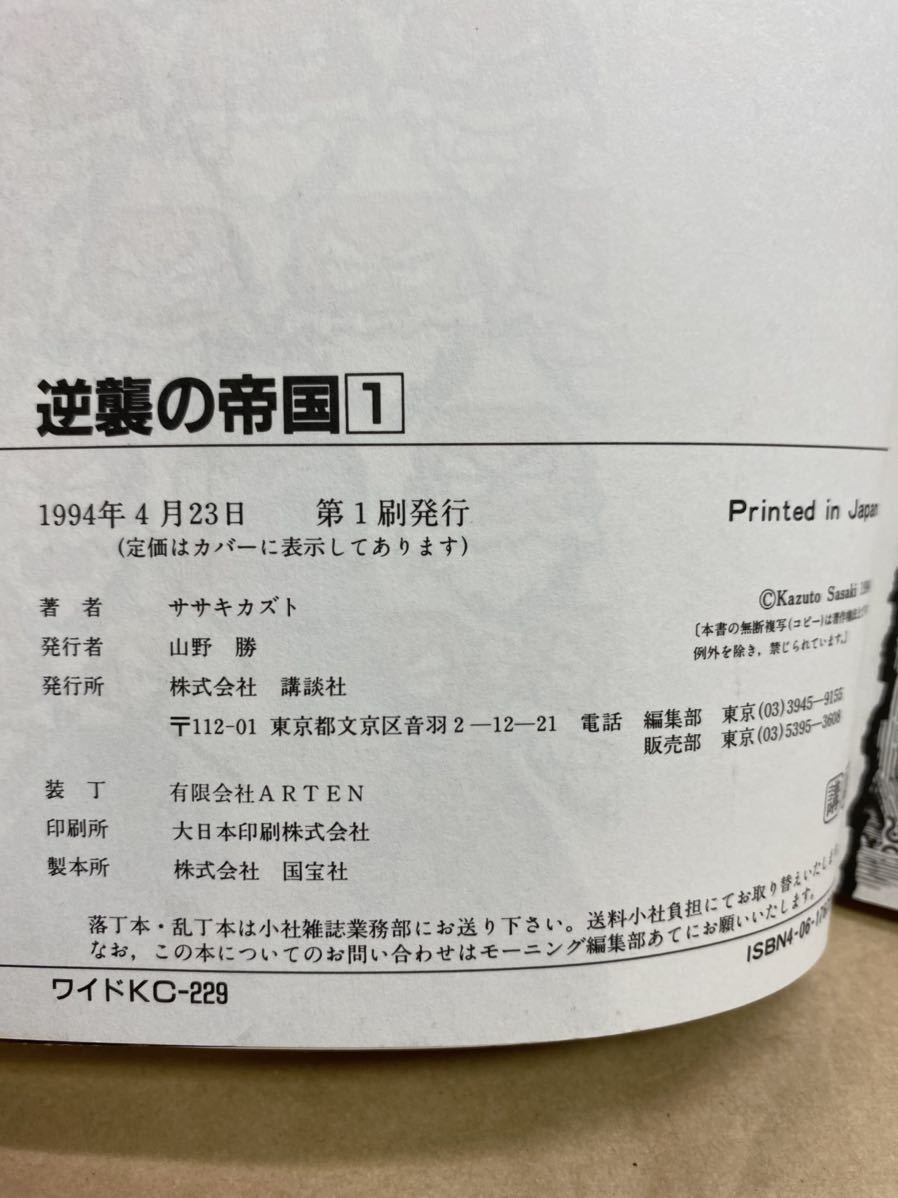 逆襲の帝国1
1994年4月23日　第1刷発行
(定価はカバーに表示してあります)
Printed in Japan
©Kazuto Sasaki
〔本書の無断複写(コピー)は著作権法上
例外を除き，禁じられています。〕
著　者　ササキカズト
発行者　山野　勝
発行所　株式会社　講談社
〒112-01 東京都文京区音羽2—12—21　電話　編集部　東京(03)3945—9155
販売部　東京(03)5395—3608
装　丁　有限会社ARTEN
印刷所　大日本印刷株式会社
製本所　株式会社　国宝社
講
落丁本・乱丁本は小社雑誌業務部にお送り下さい。送料小社負担にてお取り替えいたします。
なお，この本についてのお問い合わせはモーニング編集部あてにお願いいたします。
ISBN4-06-
ワイドKC-229